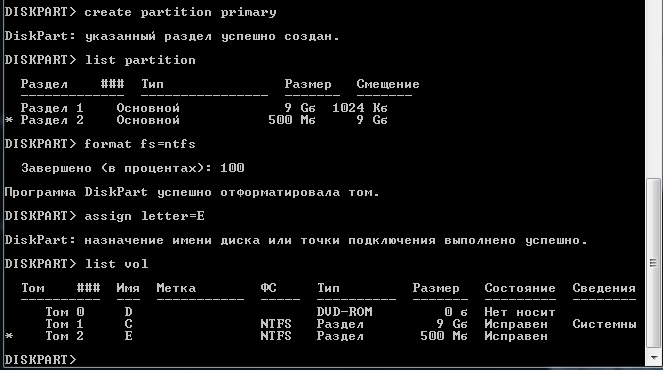 DISKPART> create partition primary
DiskPart: указанный раздел успешно создан.
DISKPART> list partition
Раздел ### Тип Размер Смещение
------------- ---------------- ------- --------
Раздел 1 Основной 9 Gб 1024 Kб
* Раздел 2 Основной 500 Mб 9 Gб
DISKPART> format fs=ntfs
Завершено (в процентах): 100
Программа DiskPart успешно отформатировала том.
DISKPART> assign letter=E
DiskPart: назначение имени диска или точки подключения выполнено успешно.
DISKPART> list vol
Том ### Имя Метка ФС Тип Размер Состояние Сведения
---------- --- ----------- ----- ---------- ------- --------- --------
Том 0 D DVD-ROM 0 б Нет носит
Том 1 C NTFS Раздел 9 Gб Исправен Системны
* Том 2 E NTFS Раздел 500 Mб Исправен
DISKPART>